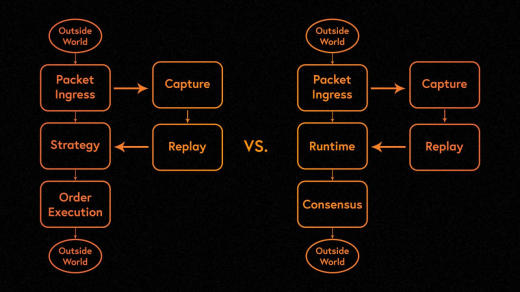 Outside
World
Packet
Ingress
Capture
Strategy
Replay
Order
Execution
Outside
World
VS.
Outside
World
Packet
Ingress
Capture
Runtime
Replay
Consensus
Outside
World